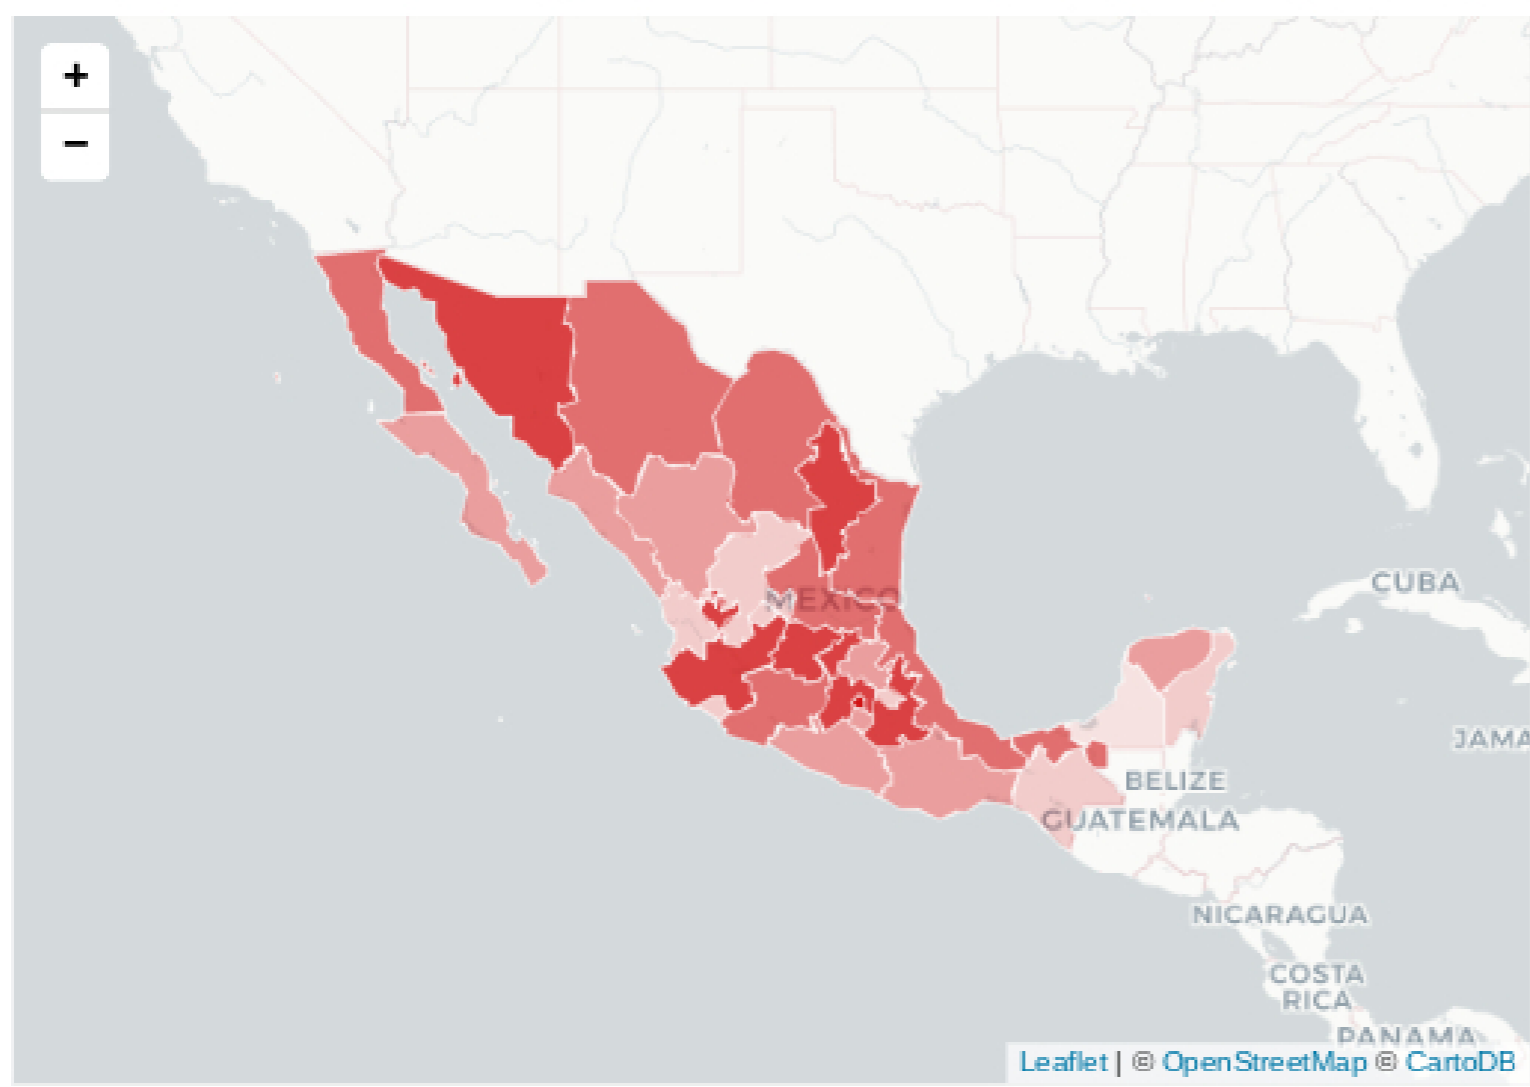 +
−
MEXICO
CUBA
JAMA
BELIZE
GUATEMALA
NICARAGUA
COSTA
RICA
PANAMA
Leaflet | © OpenStreetMap © CartoDB